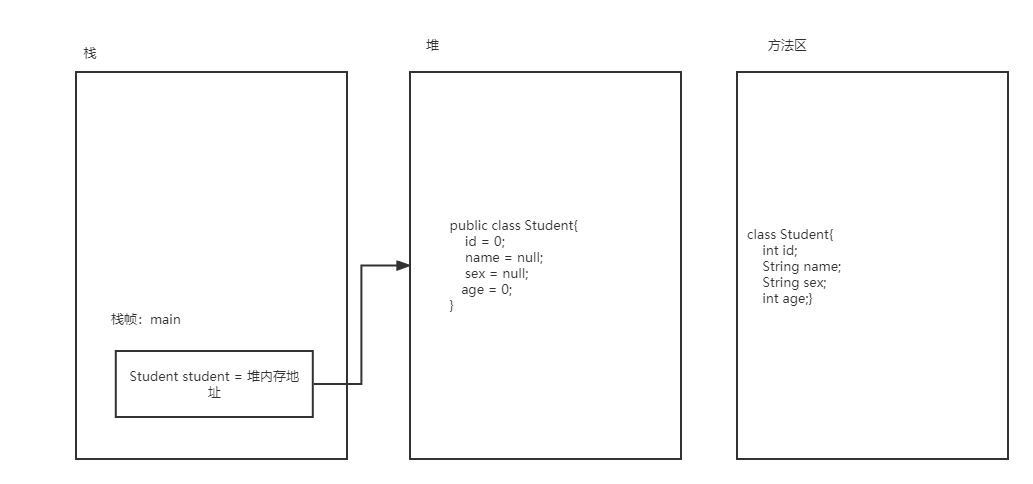 栈
堆
方法区
栈帧：main
Student student = 堆内存地
址
public class Student{
id = 0;
name = null;
sex = null;
age = 0;
}
class Student{
int id;
String name;
String sex;
int age;}